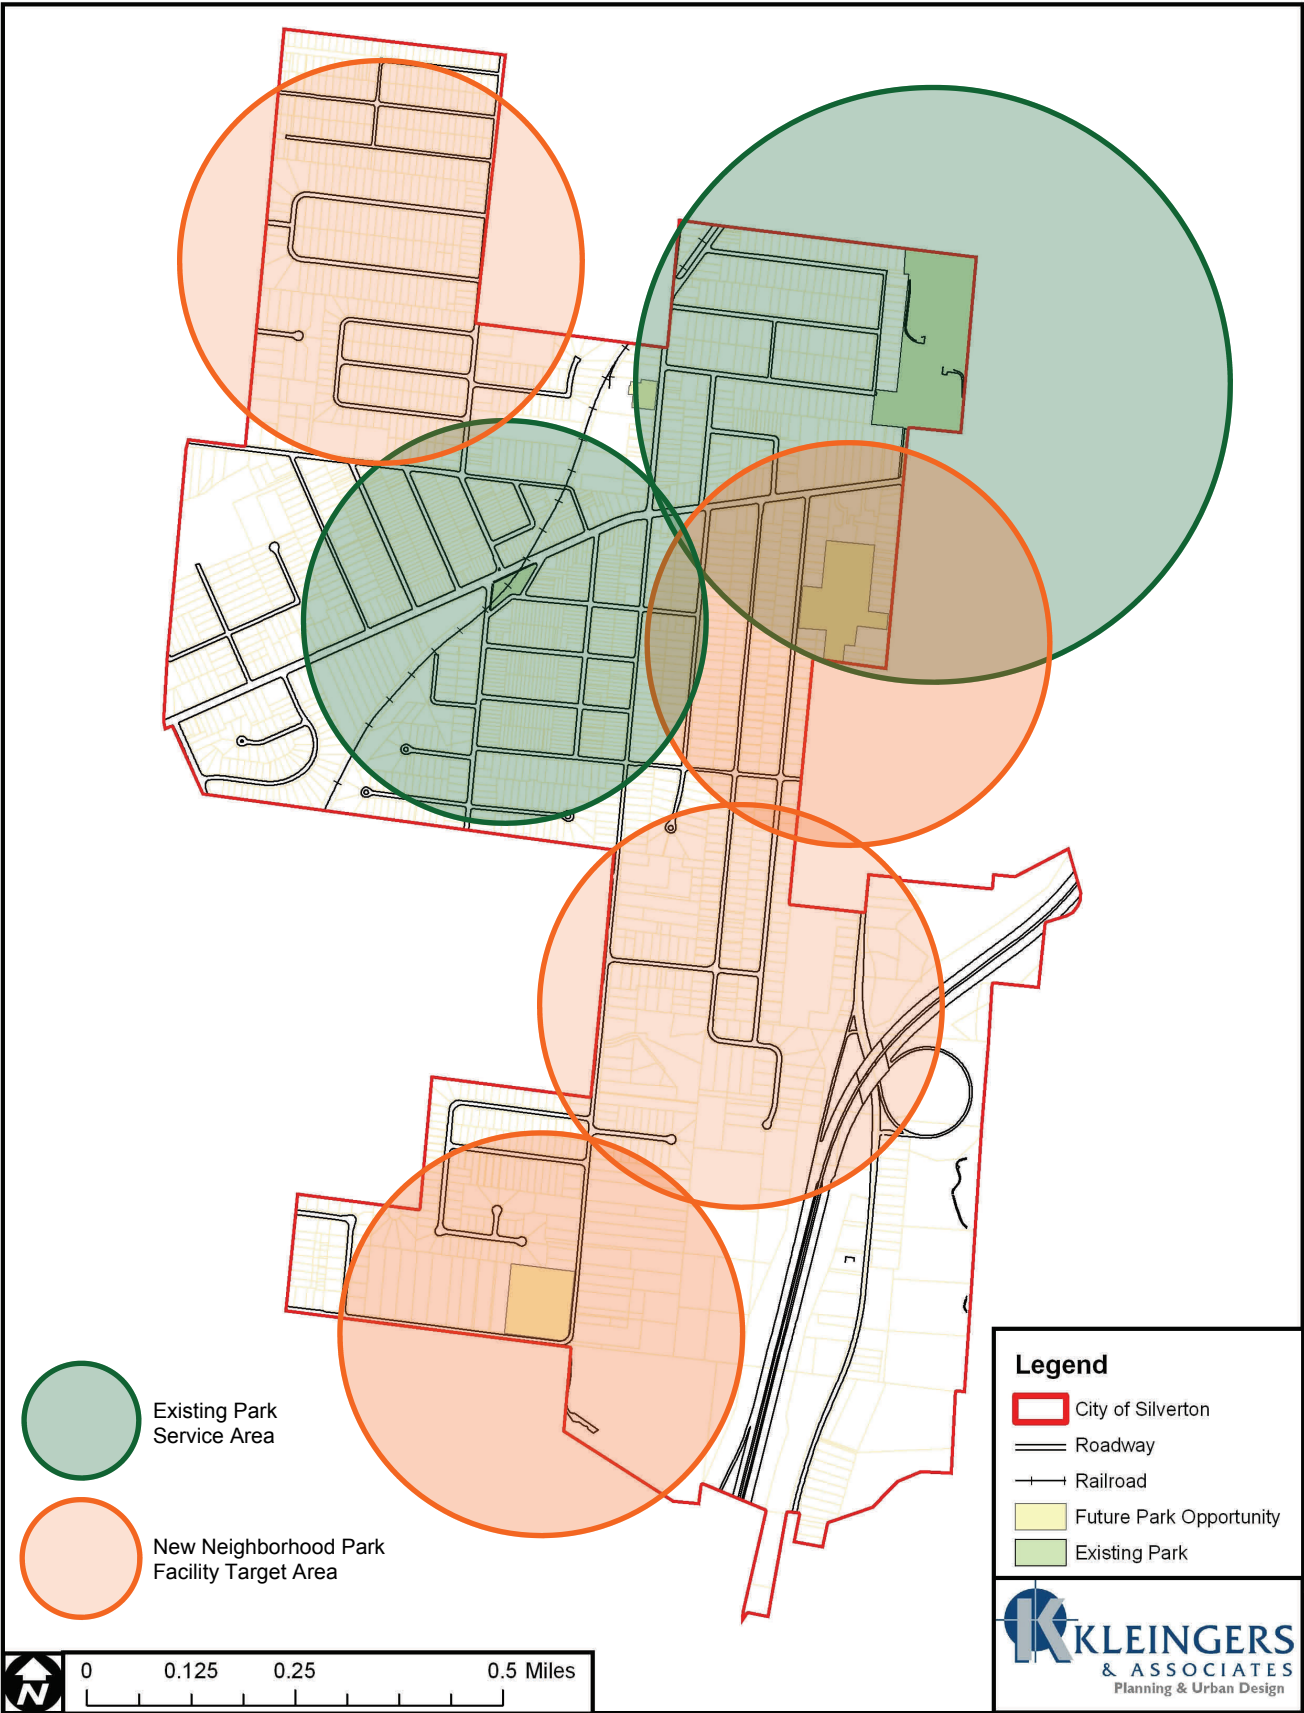 Existing Park
Service Area
New Neighborhood Park
Facility Target Area
Legend
City of Silverton
Roadway
Railroad
Future Park Opportunity
Existing Park
K KLEINGERS
& ASSOCIATES
Planning & Urban Design
N
0 0.125 0.25 0.5 Miles